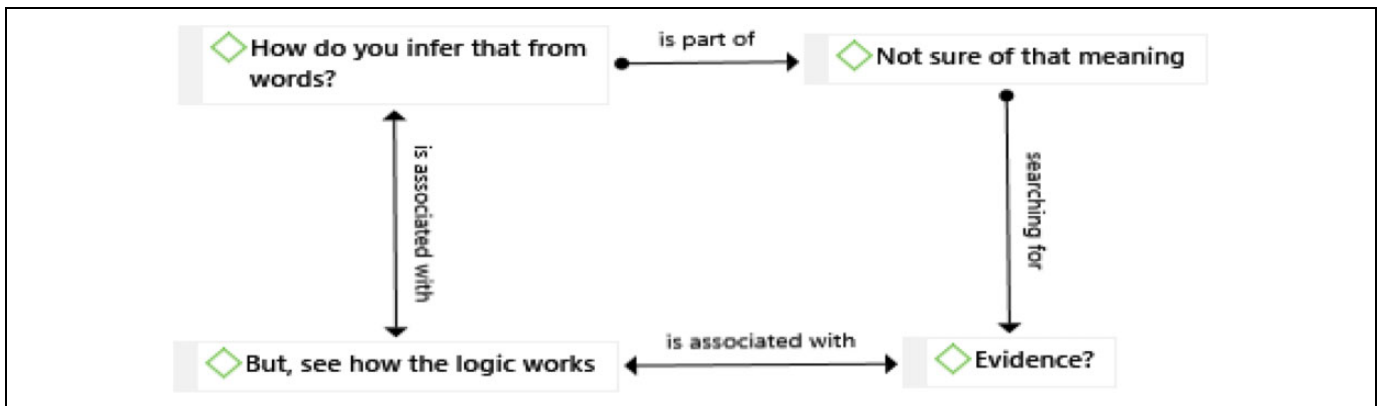 How do you infer that from
words?
is part of
Not sure of that meaning
is associated with
searching for
But, see how the logic works
is associated with
Evidence?